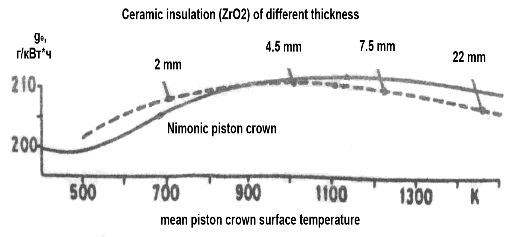 Ceramic insulation (ZrO2) of different thickness
gе,
г/кВт*ч
4.5 mm
7.5 mm
22 mm
2 mm
210
Nimonic piston crown
200
500 700 900 1100 1300 K
mean piston crown surface temperature